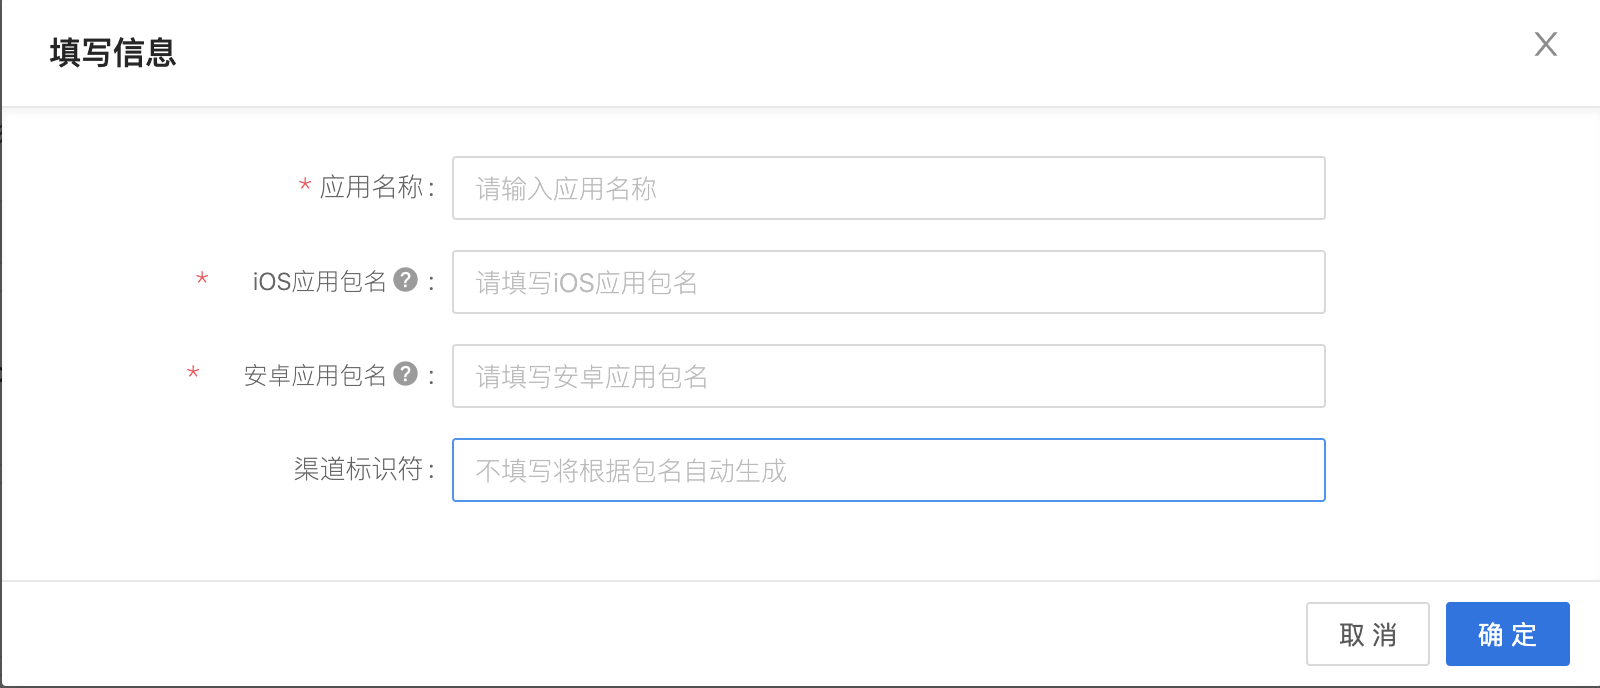 填写信息
* 应用名称: 请输入应用名称
* iOS应用包名 ? : 请填写iOS应用包名
* 安卓应用包名 ? : 请填写安卓应用包名
渠道标识符: 不填写将根据包名自动生成
取 消 确 定